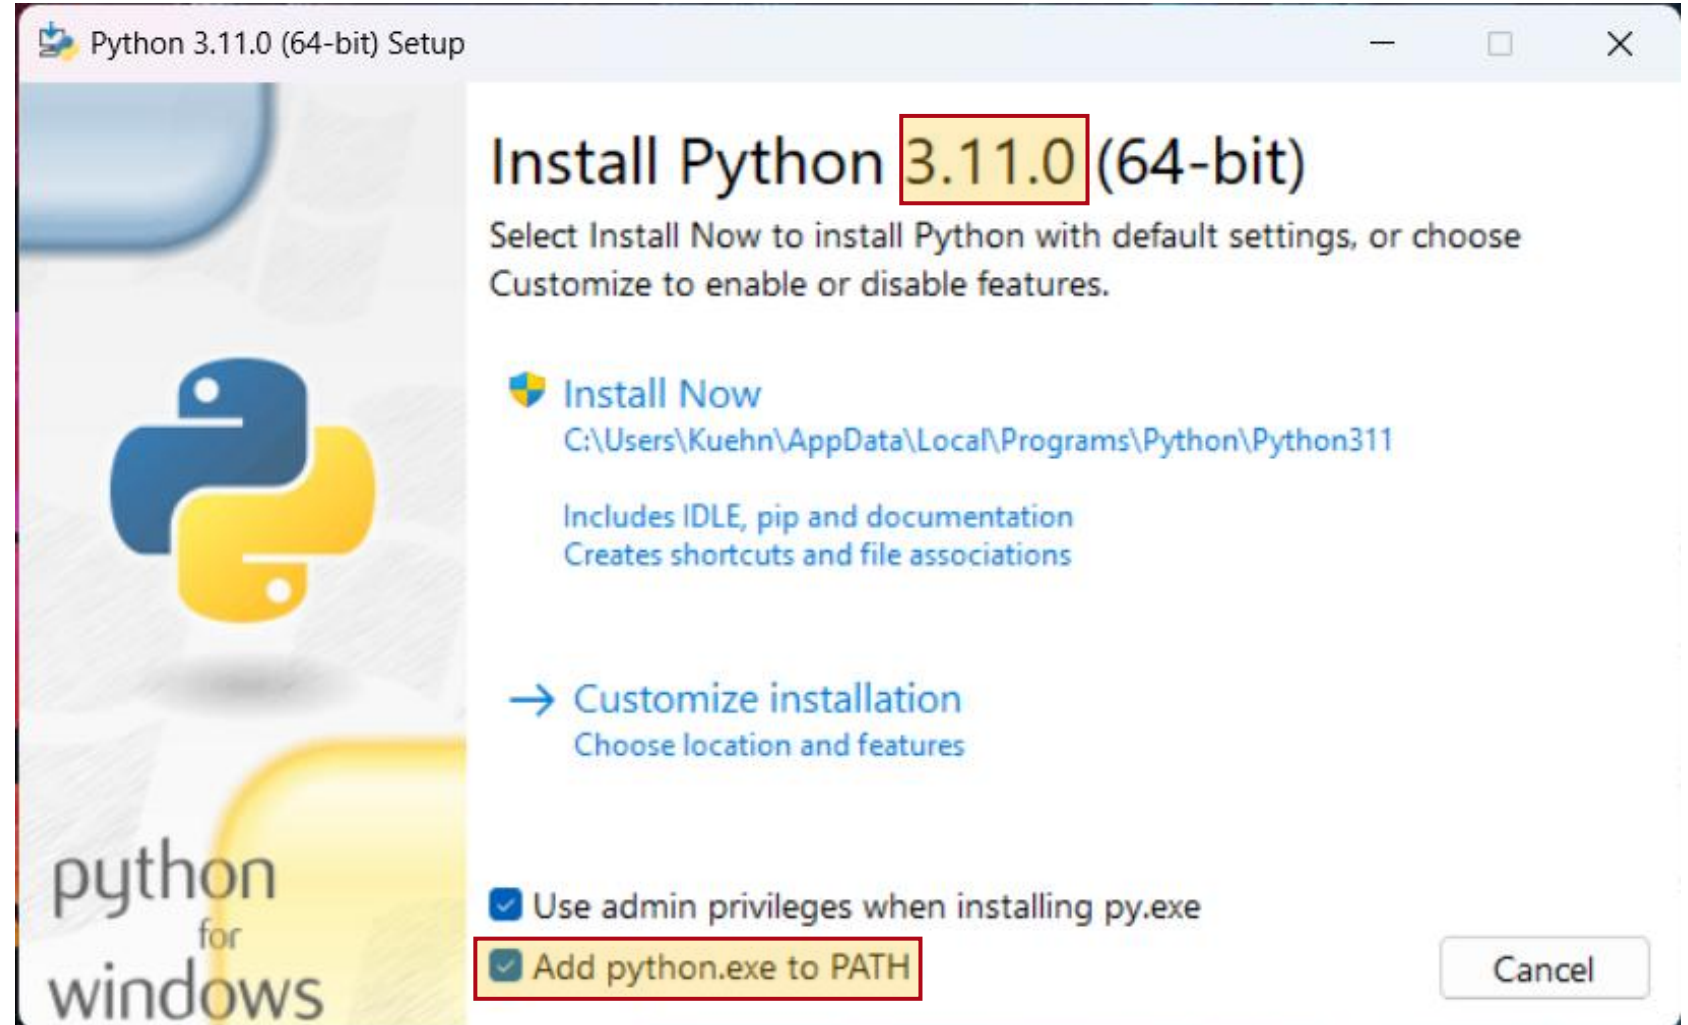 Python 3.11.0 (64-bit) Setup
Install Python 3.11.0 (64-bit)
Select Install Now to install Python with default settings, or choose
Customize to enable or disable features.
Install Now
C:\Users\Kuehn\AppData\Local\Programs\Python\Python311
Includes IDLE, pip and documentation
Creates shortcuts and file associations
Customize installation
Choose location and features
python
for
windows
Use admin privileges when installing py.exe
Add python.exe to PATH
Cancel